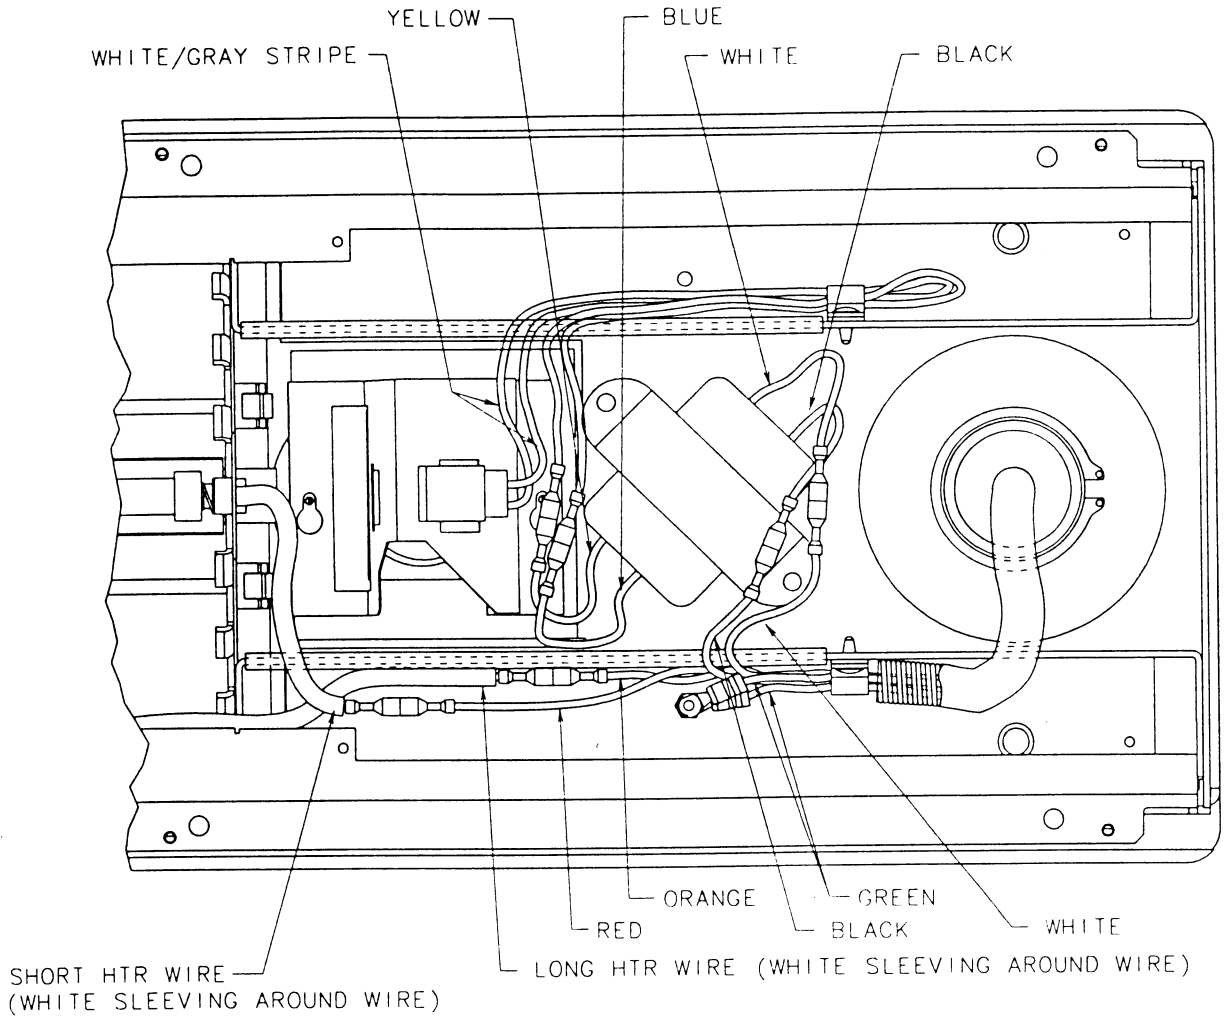 YELLOW
BLUE
WHITE/GRAY STRIPE
WHITE
BLACK
ORANGE
GREEN
RED
BLACK
WHITE
SHORT HTR WIRE
(WHITE SLEEVING AROUND WIRE)
LONG HTR WIRE (WHITE SLEEVING AROUND WIRE)